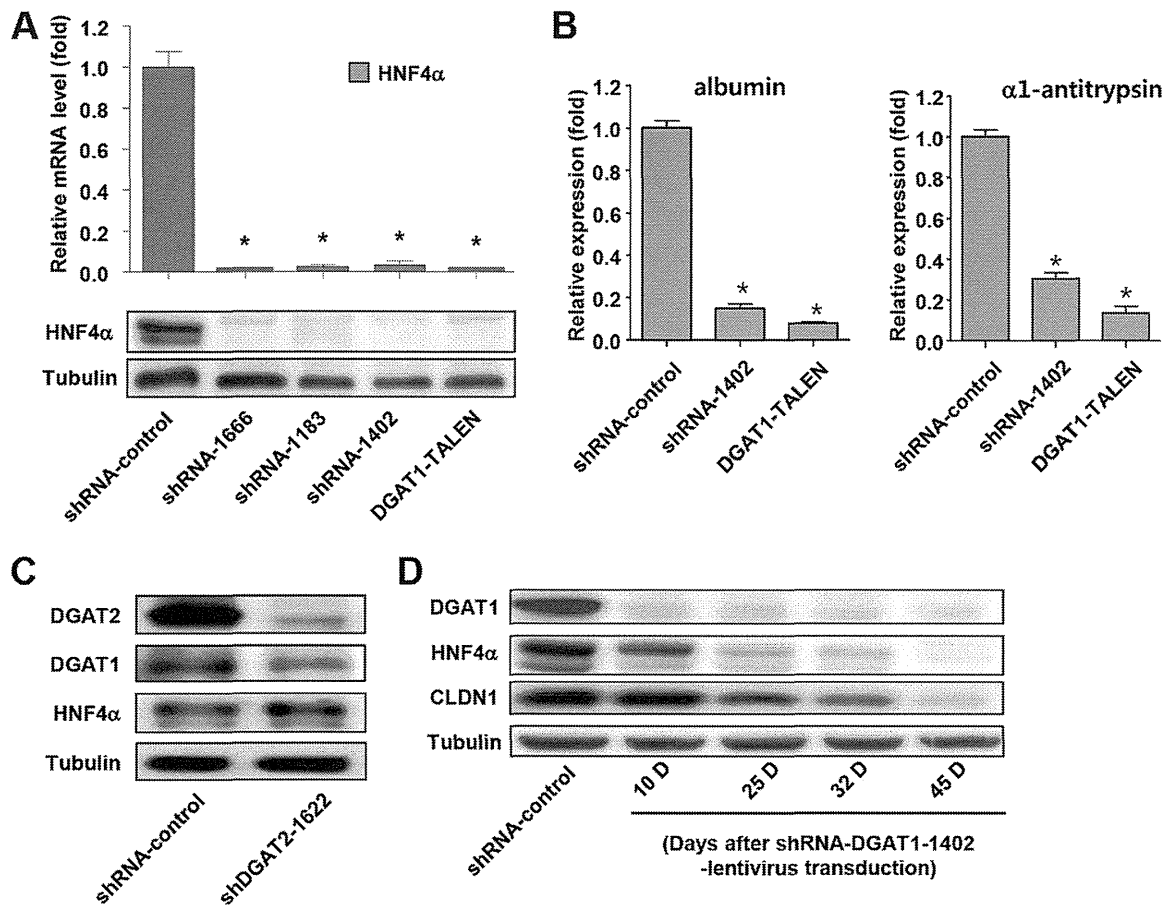 A
Relative mRNA level (fold)
1.2
1.0
0.8
0.6
0.4
0.2
0.0
HNF4α
* * * *
HNF4α
Tubulin
shRNA-control
shRNA-1666
shRNA-1183
shRNA-1402
DGAT1-TALEN
B
albumin
Relative expression (fold)
1.2
1.0
0.8
0.6
0.4
0.2
0.0
* *
shRNA-control
shRNA-1402
DGAT1-TALEN
α1-antitrypsin
Relative expression (fold)
1.2
1.0
0.8
0.6
0.4
0.2
0.0
* *
shRNA-control
shRNA-1402
DGAT1-TALEN
C
DGAT2
DGAT1
HNF4α
Tubulin
shRNA-control
shDGAT2-1622
D
DGAT1
HNF4α
CLDN1
Tubulin
shRNA-control
10 D
25 D
32 D
45 D
(Days after shRNA-DGAT1-1402
-lentivirus transduction)